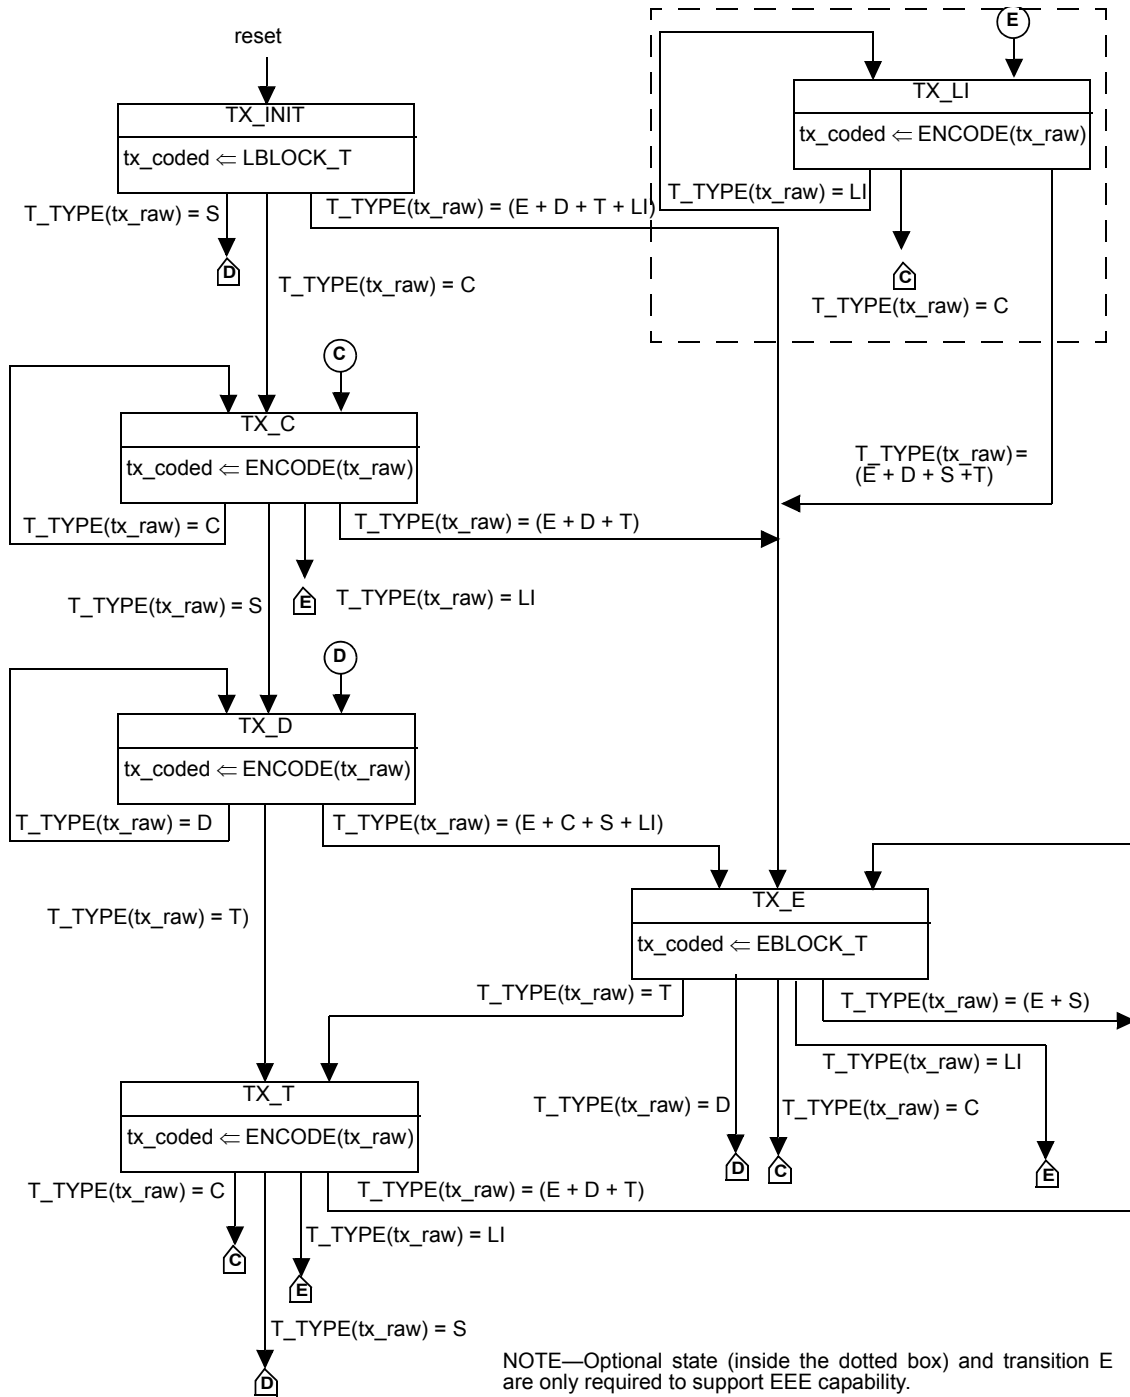 reset
E
TX_INIT
tx_coded ⇐ LBLOCK_T
TX_LI
tx_coded ⇐ ENCODE(tx_raw)
T_TYPE(tx_raw) = S
T_TYPE(tx_raw) = (E + D + T + LI)
T_TYPE(tx_raw) = LI
D
C
T_TYPE(tx_raw) = C
T_TYPE(tx_raw) = C
C
TX_C
tx_coded ⇐ ENCODE(tx_raw)
T_TYPE(tx_raw) =
(E + D + S +T)
T_TYPE(tx_raw) = C
T_TYPE(tx_raw) = (E + D + T)
T_TYPE(tx_raw) = S
E
T_TYPE(tx_raw) = LI
D
TX_D
tx_coded ⇐ ENCODE(tx_raw)
T_TYPE(tx_raw) = D
T_TYPE(tx_raw) = (E + C + S + LI)
T_TYPE(tx_raw) = T)
TX_E
tx_coded ⇐ EBLOCK_T
T_TYPE(tx_raw) = T
T_TYPE(tx_raw) = (E + S)
T_TYPE(tx_raw) = LI
T_TYPE(tx_raw) = D
T_TYPE(tx_raw) = C
D
C
E
TX_T
tx_coded ⇐ ENCODE(tx_raw)
T_TYPE(tx_raw) = C
T_TYPE(tx_raw) = (E + D + T)
T_TYPE(tx_raw) = LI
C
E
T_TYPE(tx_raw) = S
D
NOTE—Optional state (inside the dotted box) and transition E
are only required to support EEE capability.